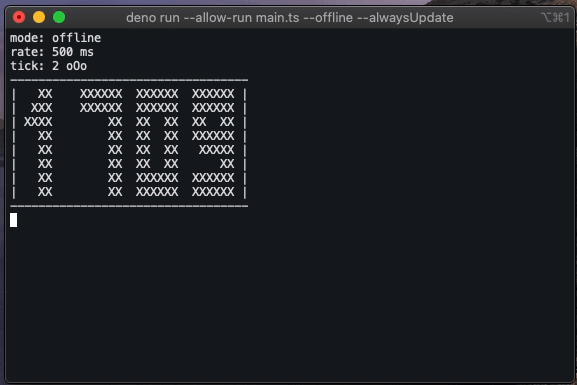 deno run --allow-run main.ts --offline --alwaysUpdate ⌥⌘1
mode: offline
rate: 500 ms
tick: 2 oOo
----------------------------------
|   XX    XXXXXX  XXXXXX  XXXXXX |
|  XXX    XXXXXX  XXXXXX  XXXXXX |
| XXXX        XX  XX  XX  XX  XX |
|   XX        XX  XX  XX  XXXXXX |
|   XX        XX  XX  XX   XXXXX |
|   XX        XX  XX  XX      XX |
|   XX        XX  XXXXXX  XXXXXX |
|   XX        XX  XXXXXX  XXXXXX |
----------------------------------